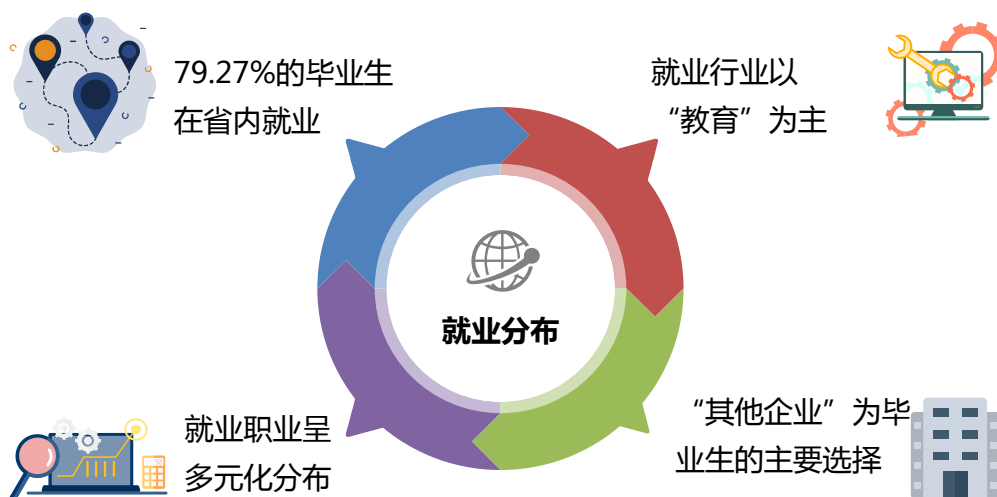 79.27%的毕业生
在省内就业
就业行业以
“教育”为主
就业分布
就业职业呈
多元化分布
“其他企业”为毕
业生的主要选择